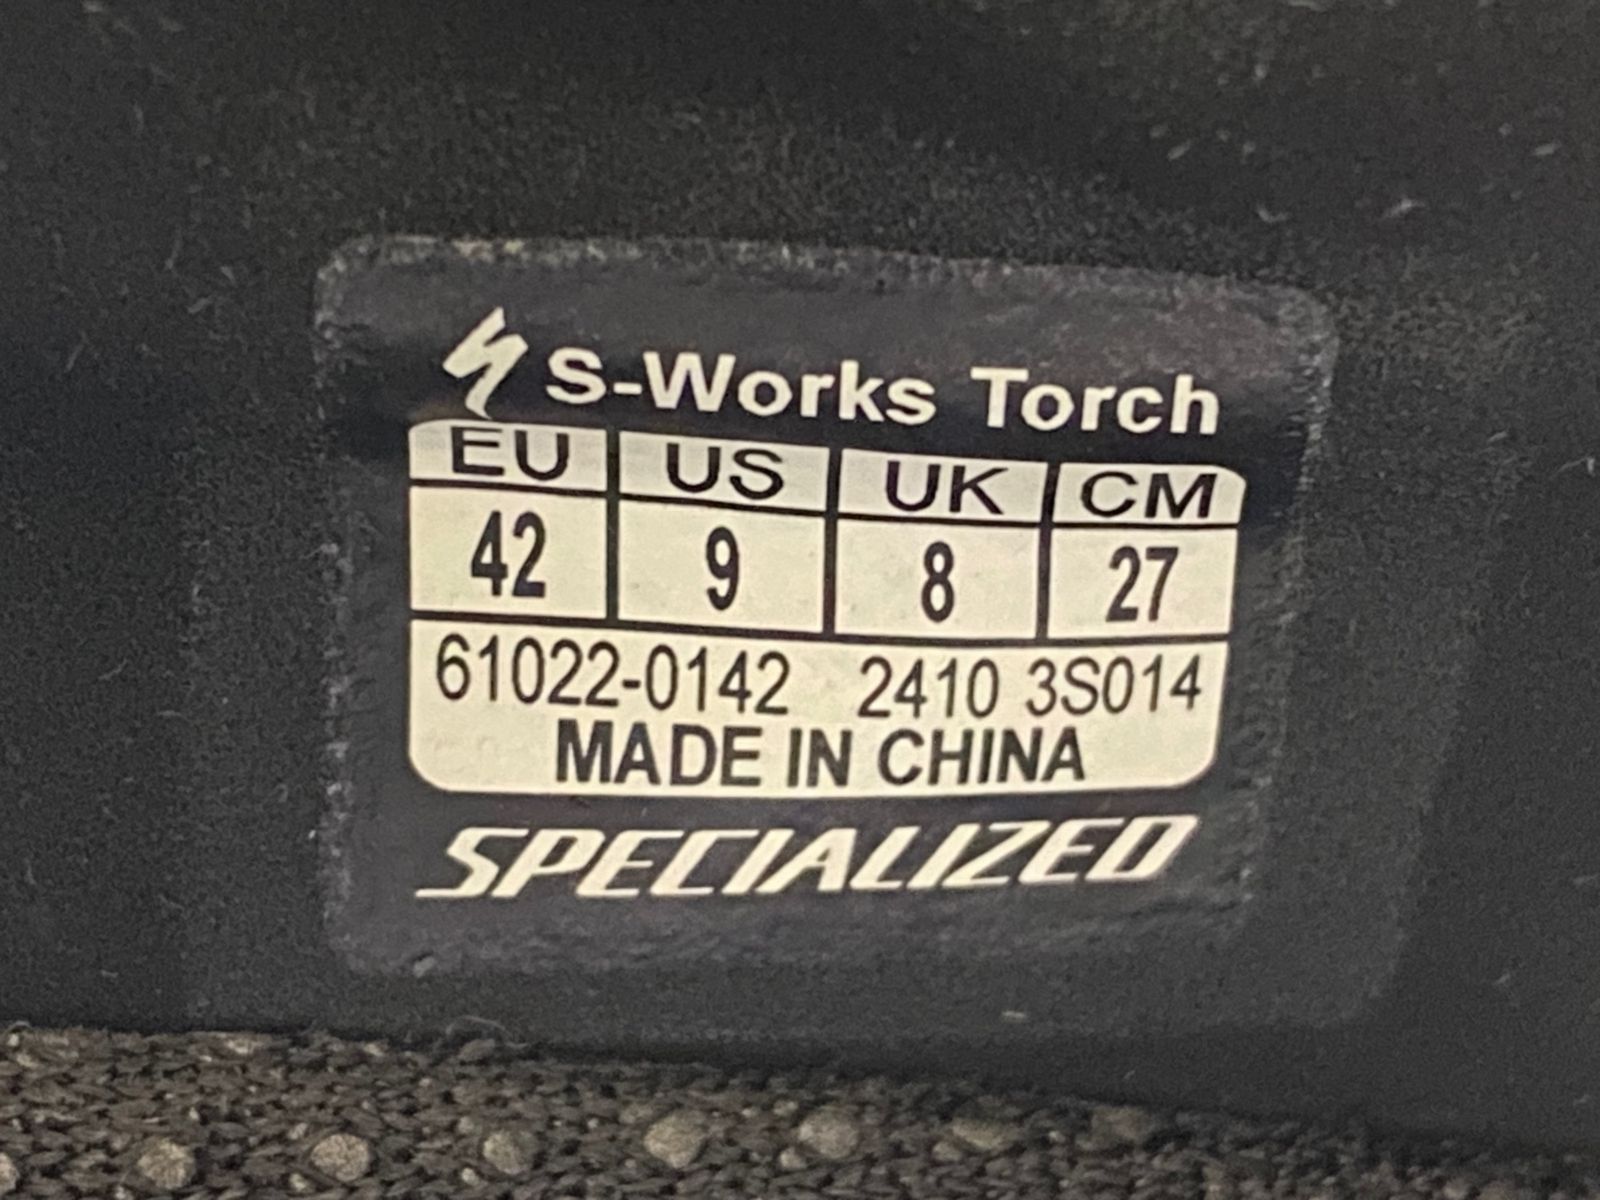 S-Works Torch
EU US UK CM
42 9 8 27
61022-0142 2410 3S014
MADE IN CHINA
SPECIALIZED